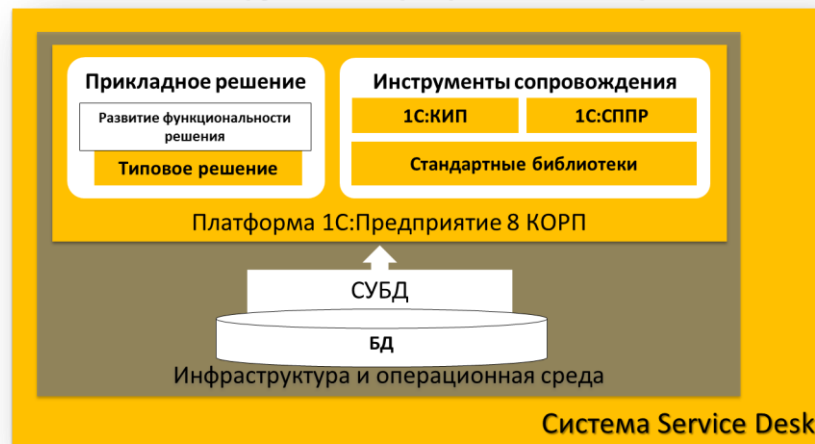 Прикладное решение
Развитие функциональности
решения
Типовое решение
Инструменты сопровождения
1С:КИП
1С:СППР
Стандартные библиотеки
Платформа 1С:Предприятие 8 КОРП
СУБД
БД
Инфраструктура и операционная среда
Система Service Desk